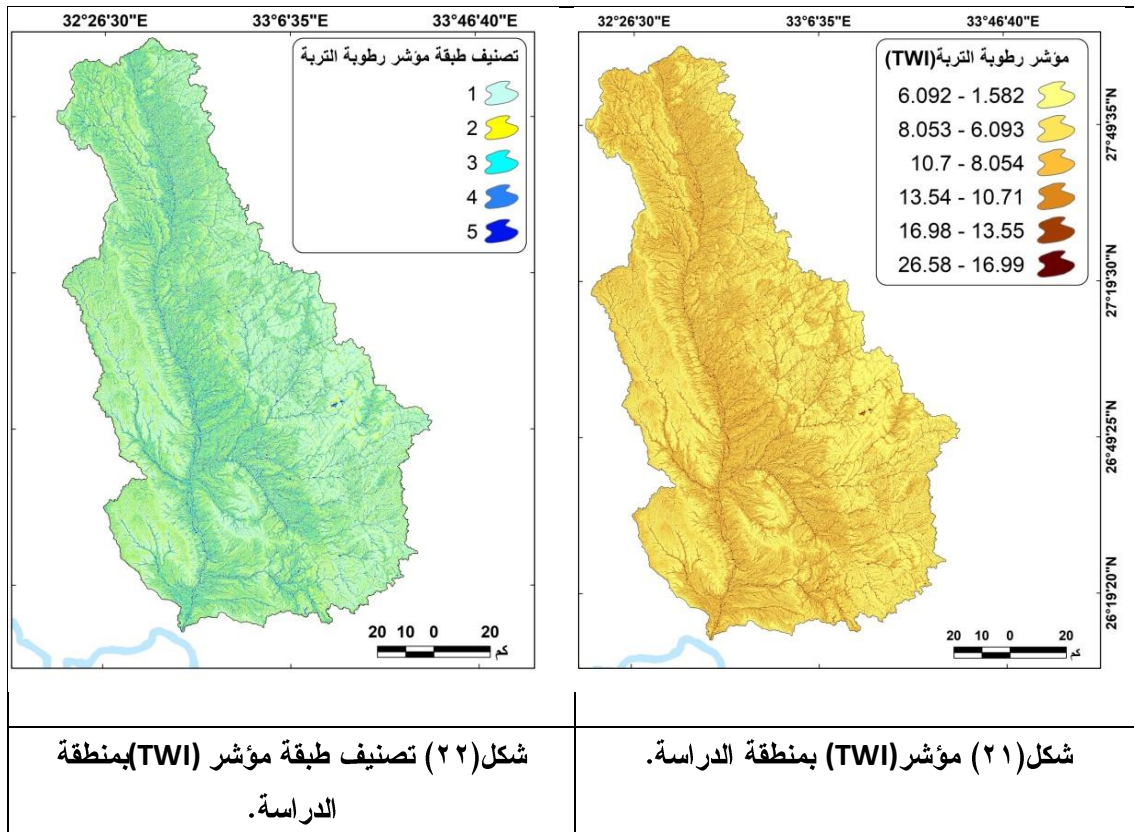 32°26'30"E 33°6'35"E 33°46'40"E
مؤشر رطوبة التربة(TWI)
6.092 - 1.582
8.053 - 6.093
10.7 - 8.054
13.54 - 10.71
16.98 - 13.55
26.58 - 16.99
27°49'35"N
27°19'30"N
26°49'25"N
26°19'20"N
20 10 0 20
كم
شكل(٢١) مؤشر(TWI) بمنطقة الدراسة.
32°26'30"E 33°6'35"E 33°46'40"E
تصنيف طبقة مؤشر رطوبة التربة
1
2
3
4
5
20 10 0 20
كم
شكل(٢٢) تصنيف طبقة مؤشر (TWI)بمنطقة
الدراسة.